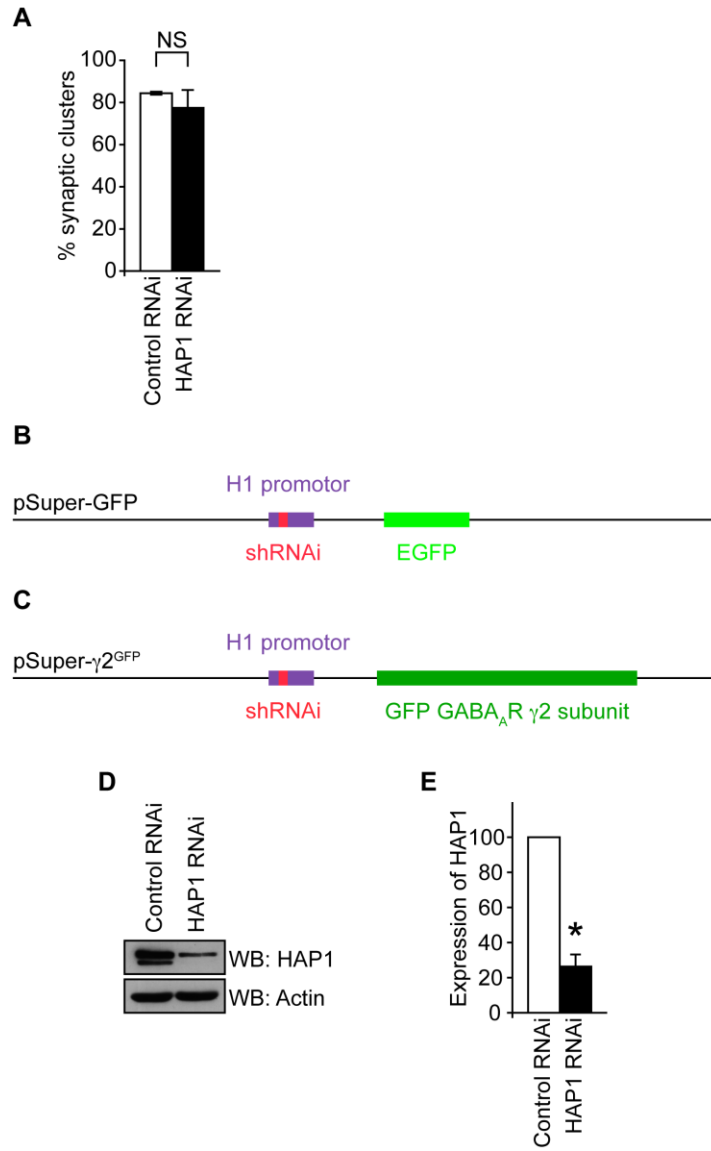 A
NS
100
80
60
40
20
0
% synaptic clusters
Control RNAi
HAP1 RNAi
B
H1 promotor
pSuper-GFP
shRNAi
EGFP
C
H1 promotor
pSuper-γ2ᴳᶠᴾ
shRNAi
GFP GABA_AR γ2 subunit
D
Control RNAi
HAP1 RNAi
WB: HAP1
WB: Actin
E
100
80
60
40
20
0
Expression of HAP1
*
Control RNAi
HAP1 RNAi